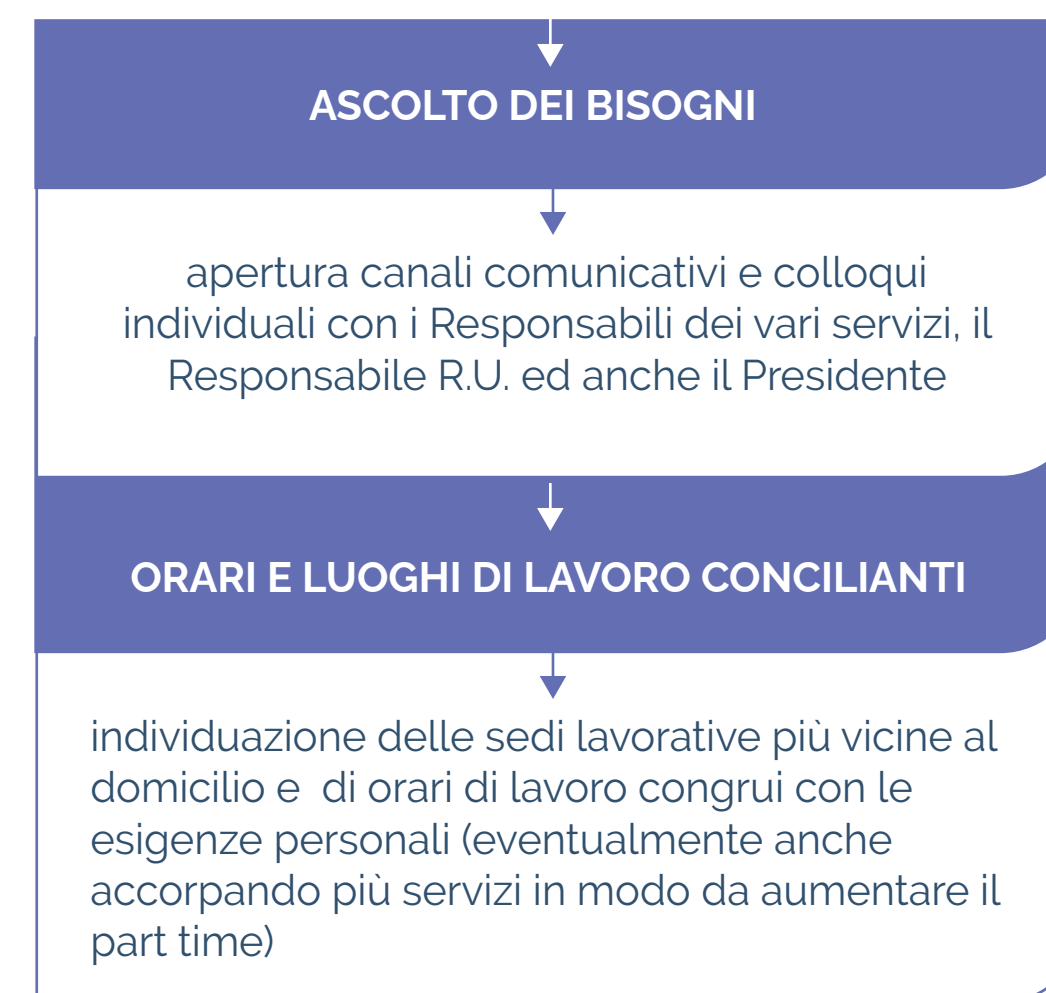 ASCOLTO DEI BISOGNI
apertura canali comunicativi e colloqui
individuali con i Responsabili dei vari servizi, il
Responsabile R.U. ed anche il Presidente
ORARI E LUOGHI DI LAVORO CONCILIANTI
individuazione delle sedi lavorative più vicine al
domicilio e  di orari di lavoro congrui con le
esigenze personali (eventualmente anche
accorpando più servizi in modo da aumentare il
part time)